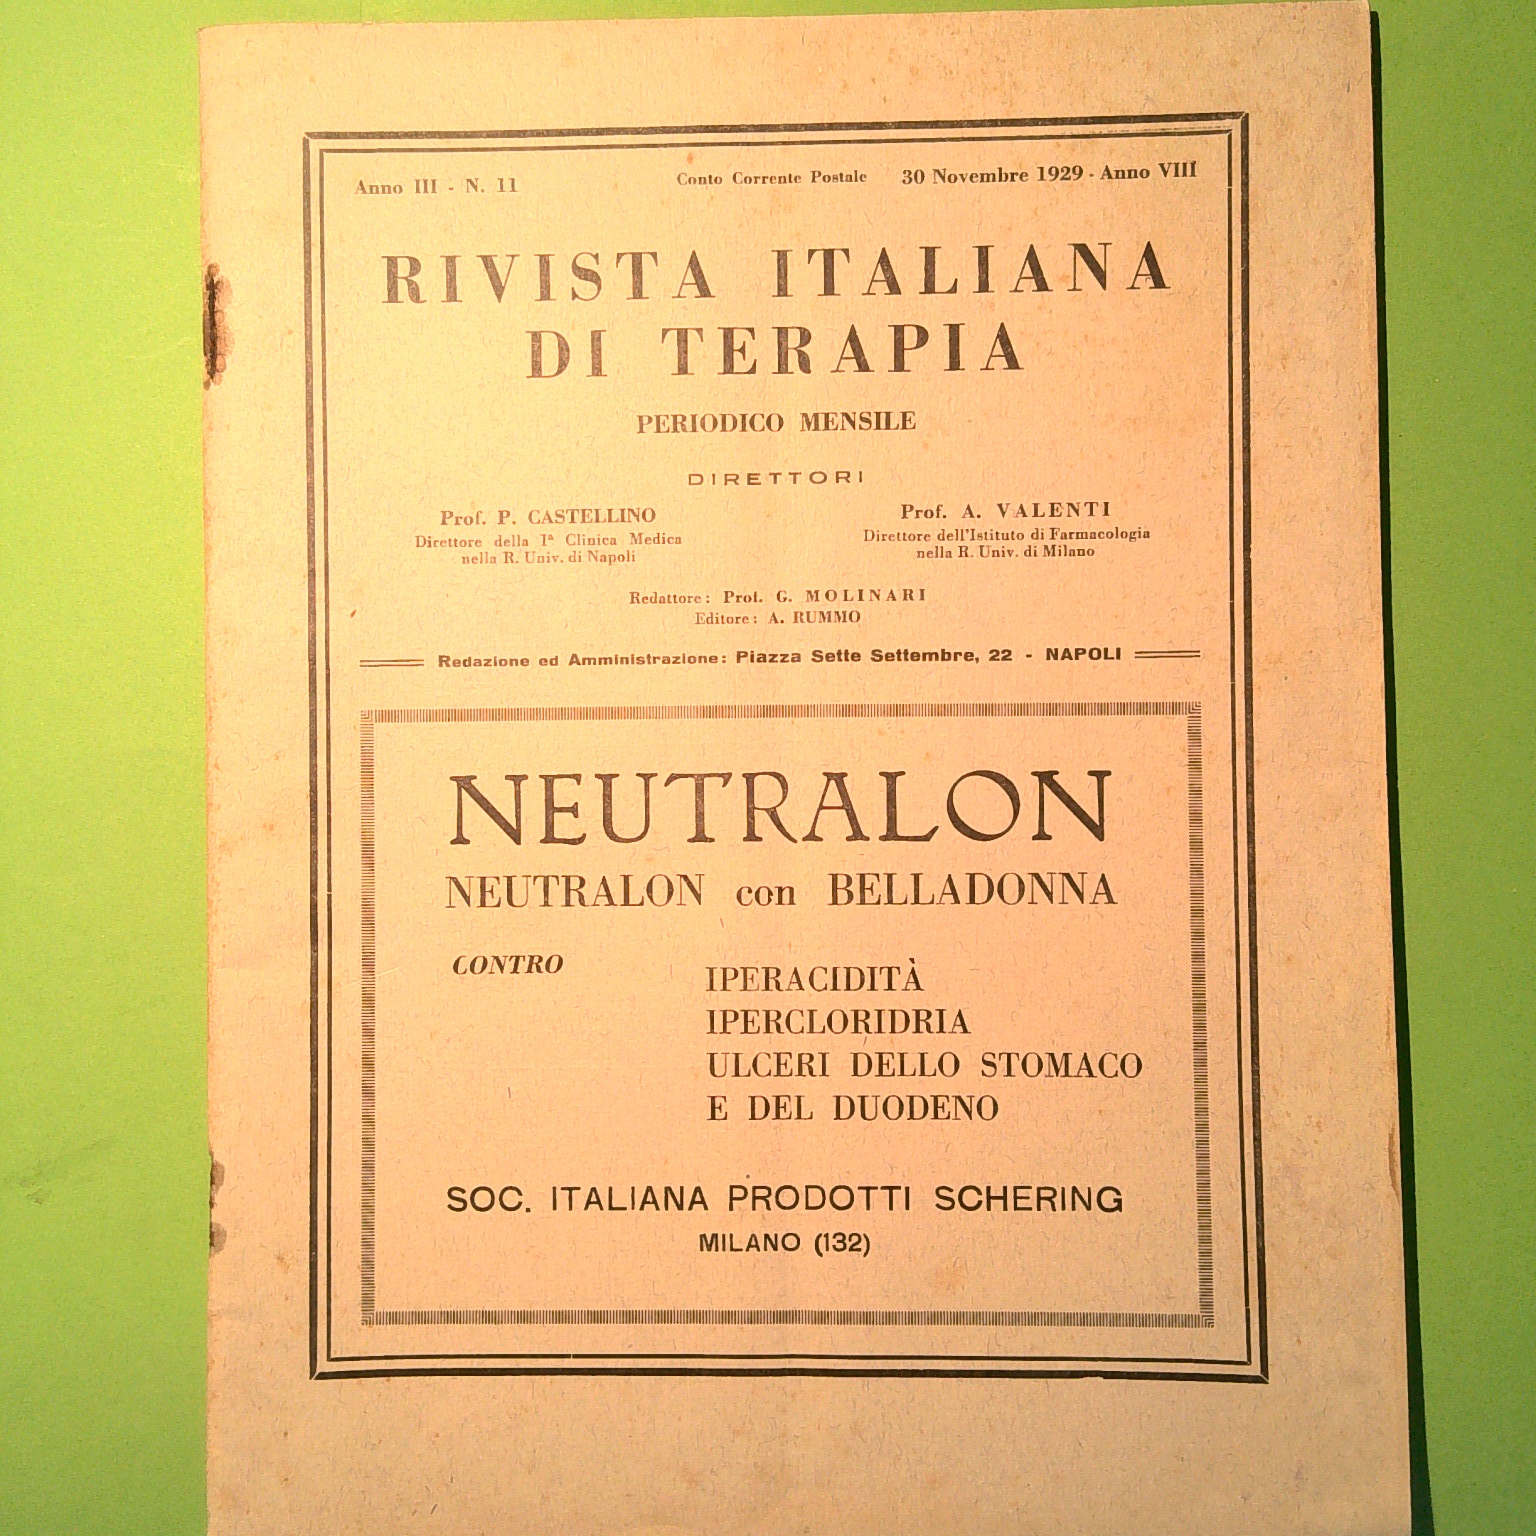 Anno III - N. 11
Conto Corrente Postale
30 Novembre 1929 - Anno VIII
RIVISTA ITALIANA
DI TERAPIA
PERIODICO MENSILE
DIRETTORI
Prof. P. CASTELLINO
Direttore della Iª Clinica Medica
nella R. Univ. di Napoli
Prof. A. VALENTI
Direttore dell'Istituto di Farmacologia
nella R. Univ. di Milano
Redattore: Prof. G. MOLINARI
Editore: A. RUMMO
Redazione ed Amministrazione: Piazza Sette Settembre, 22 - NAPOLI
NEUTRALON
NEUTRALON con BELLADONNA
CONTRO
IPERACIDITÀ
IPERCLORIDRIA
ULCERI DELLO STOMACO
E DEL DUODENO
SOC. ITALIANA PRODOTTI SCHERING
MILANO (132)